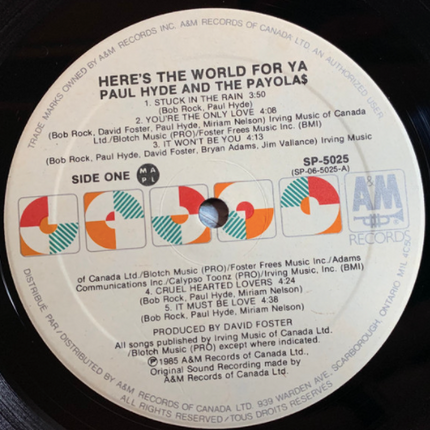 TRADE MARKS OWNED BY A&M RECORDS INC. A&M RECORDS OF CANADA LTD. AN AUTHORIZED USER.
HERE'S THE WORLD FOR YA
PAUL HYDE AND THE PAYOLA$
1. STUCK IN THE RAIN 3:50
(Bob Rock, Paul Hyde)
2. YOU'RE THE ONLY LOVE 4:08
(Bob Rock, David Foster, Paul Hyde, Miriam Nelson) Irving Music of Canada
Ltd./Blotch Music (PRO)/Foster Frees Music Inc. (BMI)
3. IT WON'T BE YOU 4:11
(Bob Rock, Paul Hyde, David Foster, Bryan Adams, Jim Vallance) Irving Music
SIDE ONE
MAPL
SP-5025
(SP-06-5025-A)
A&M
RECORDS
of Canada Ltd./Blotch Music (PRO)/Foster Frees Music Inc./Adams
Communications Inc./Calypso Toonz (PRO)/Irving Music, Inc. (BMI)
4. CRUEL HEARTED LOVERS 4:24
(Bob Rock, Paul Hyde, Miriam Nelson)
5. IT MUST BE LOVE 4:38
(Bob Rock, Paul Hyde, Miriam Nelson)
PRODUCED BY DAVID FOSTER
All songs published by Irving Music of Canada Ltd.
/Blotch Music (PRO) except where indicated.
℗1985 A&M Records of Canada Ltd.
Original Sound Recording made by
A&M Records of Canada Ltd.
DISTRIBUE PAR/DISTRIBUTED BY A&M RECORDS OF CANADA LTD. 939 WARDEN AVE. SCARBOROUGH, ONTARIO M1L 4C5
ALL RIGHTS RESERVED/TOUS DROITS RESERVES